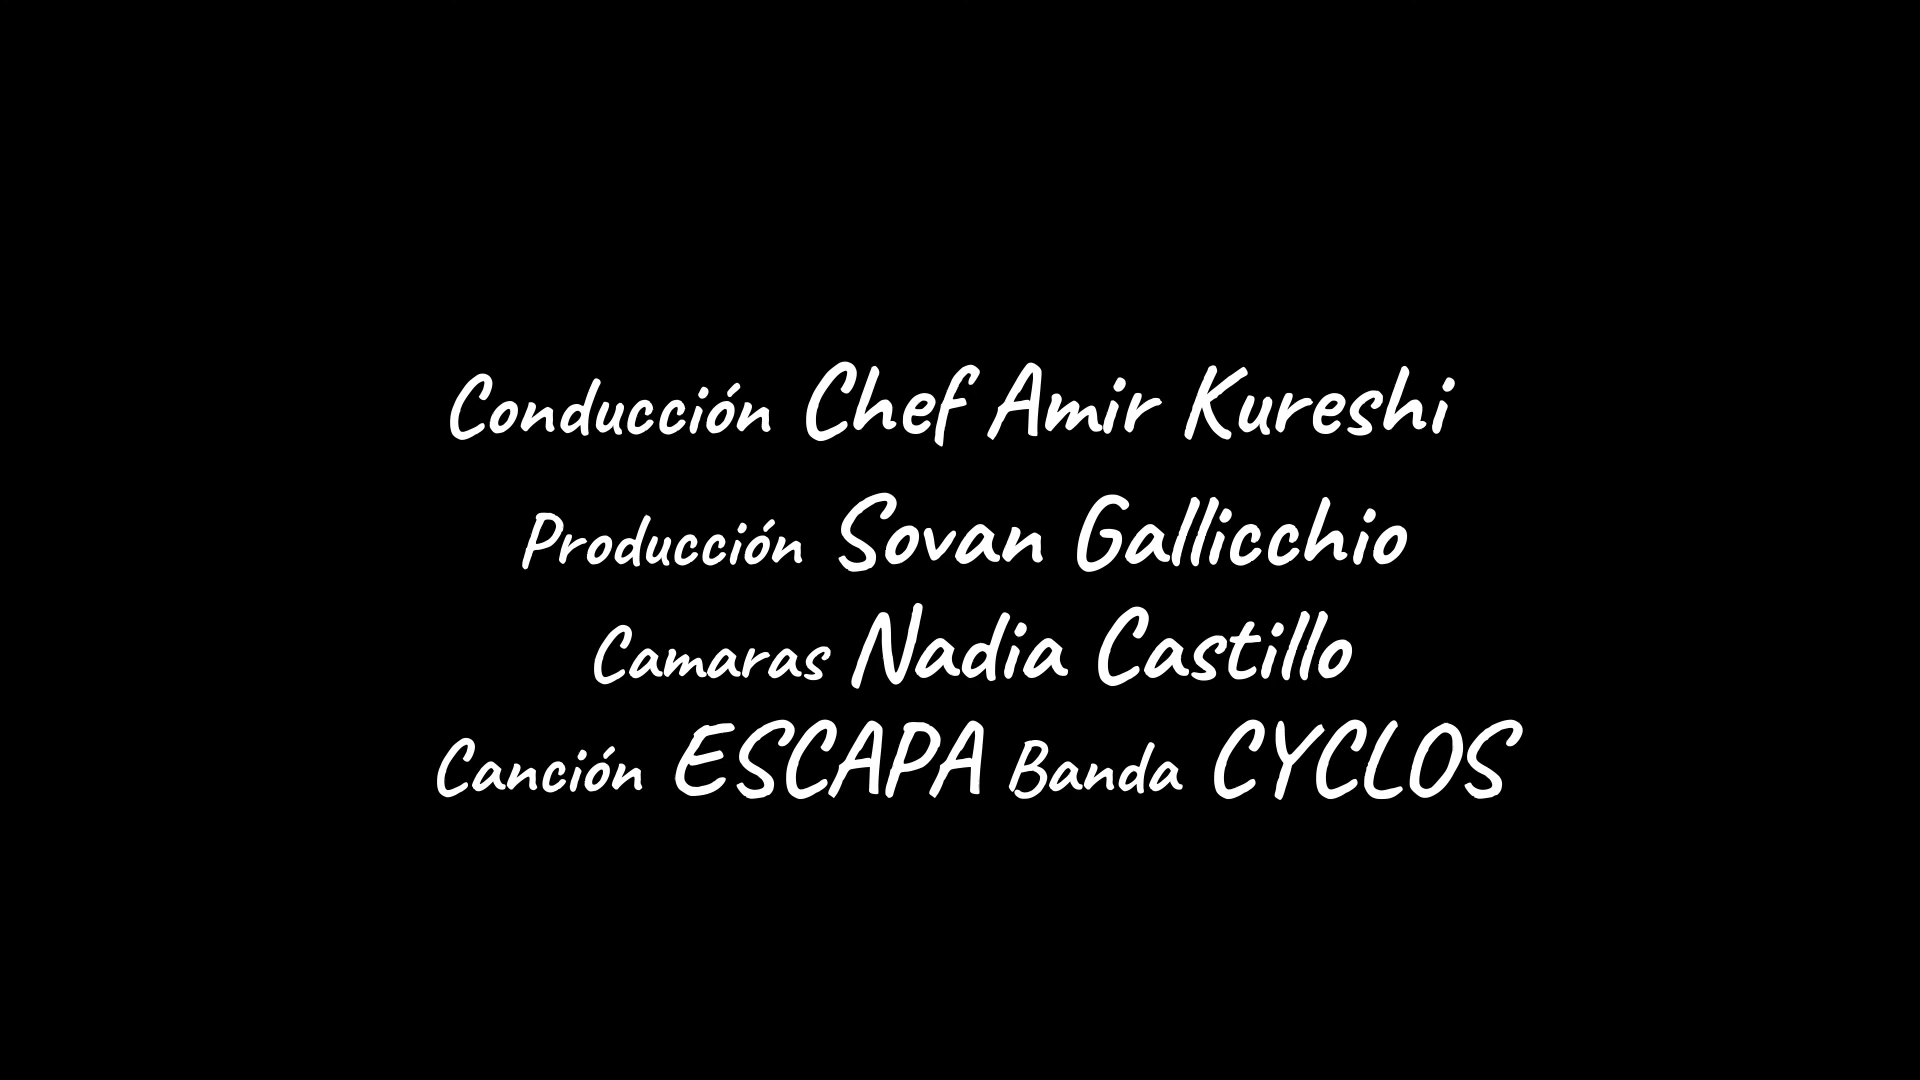 Conducción Chef Amir Kureshi
Producción Sovan Gallicchio
Camaras Nadia Castillo
Canción ESCAPA Banda CYCLOS